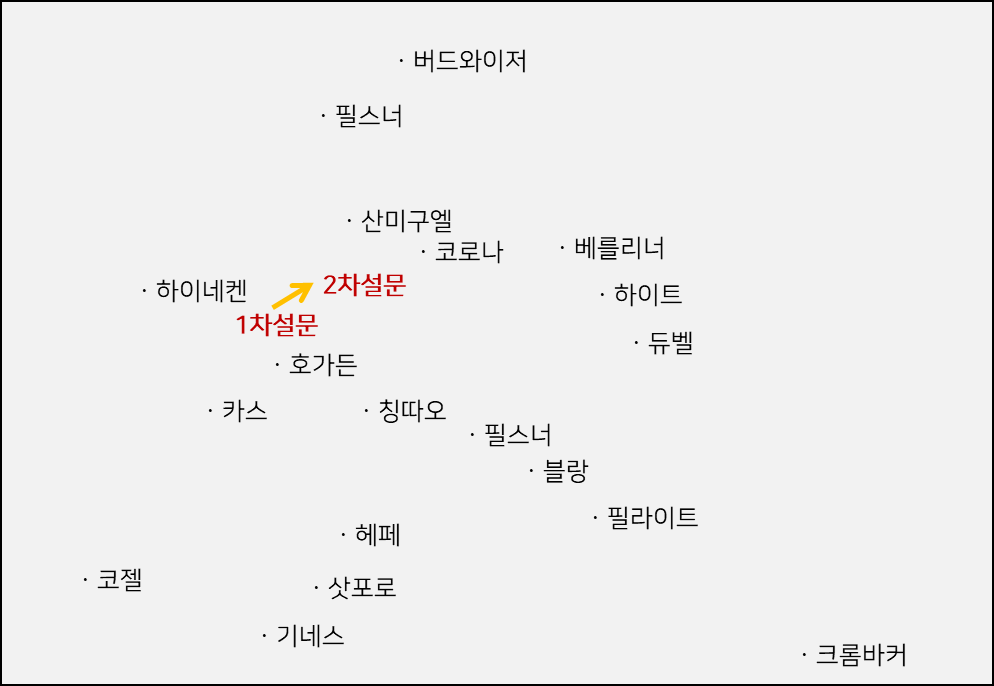 · 버드와이저
· 필스너
· 산미구엘
· 코로나
· 베를리너
· 하이네켄
2차설문
· 하이트
1차설문
· 듀벨
· 호가든
· 카스
· 칭따오
· 필스너
· 블랑
· 필라이트
· 헤페
· 코젤
· 삿포로
· 기네스
· 크롬바커